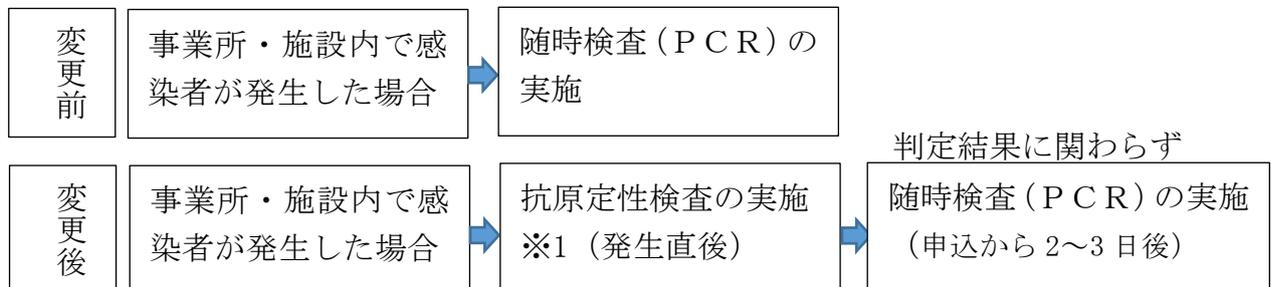 変更前
事業所・施設内で感
染者が発生した場合
随時検査（ＰＣＲ）の
実施
変更後
事業所・施設内で感
染者が発生した場合
抗原定性検査の実施
※1（発生直後）
判定結果に関わらず
随時検査（ＰＣＲ）の実施
（申込から 2～3 日後）